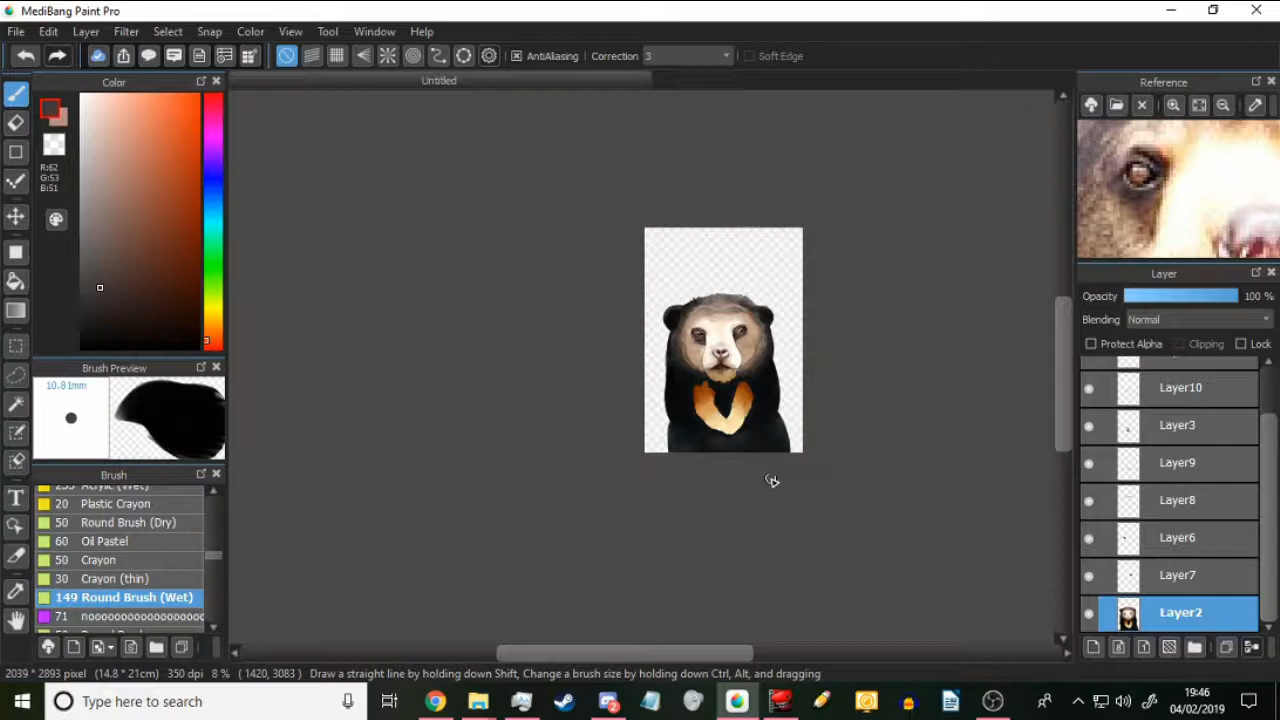 MediBang Paint Pro
File Edit Layer Filter Select Snap Color View Tool Window Help
AntiAliasing Correction 3 Soft Edge
Color Untitled Reference
R:62
G:53
B:51
Layer
Opacity 100 %
Blending Normal
Protect Alpha Clipping Lock
Brush Preview
10.81mm
Layer10
Layer3
Layer9
Brush
Acrylic (Wet)
20 Plastic Crayon
50 Round Brush (Dry)
60 Oil Pastel
50 Crayon
30 Crayon (thin)
149 Round Brush (Wet)
71 nooooooooooooooooo
Layer8
Layer6
Layer7
Layer2
2039 * 2893 pixel (14.8 * 21cm) 350 dpi 8 % ( 1420, 3083 ) Draw a straight line by holding down Shift, Change a brush size by holding down Ctrl, Alt, and dragging
Type here to search
19:46
04/02/2019